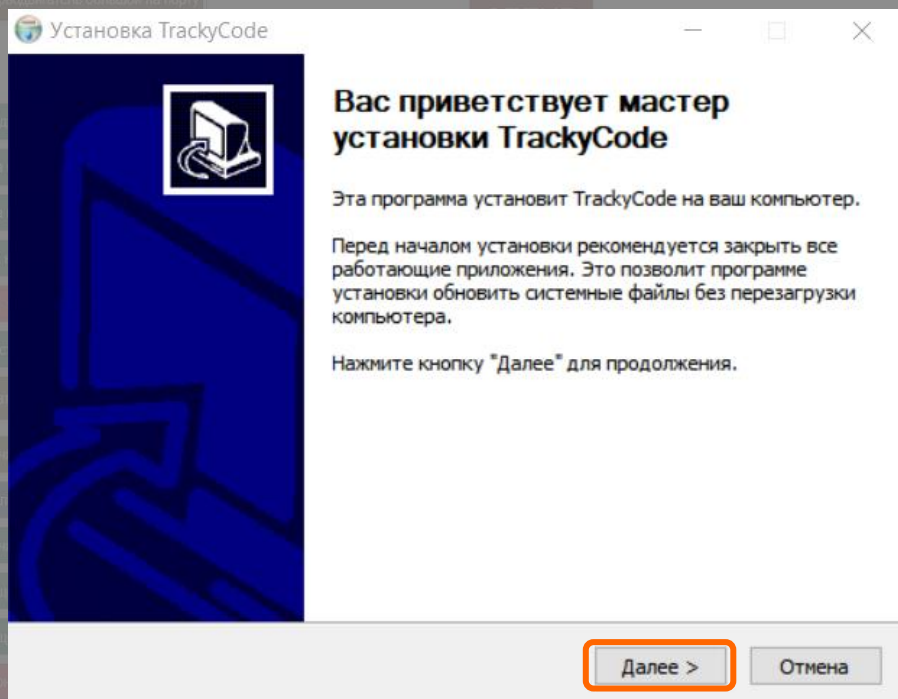 Установка TrackyCode
Вас приветствует мастер
установки TrackyCode
Эта программа установит TrackyCode на ваш компьютер.
Перед началом установки рекомендуется закрыть все
работающие приложения. Это позволит программе
установки обновить системные файлы без перезагрузки
компьютера.
Нажмите кнопку "Далее" для продолжения.
Далее >
Отмена